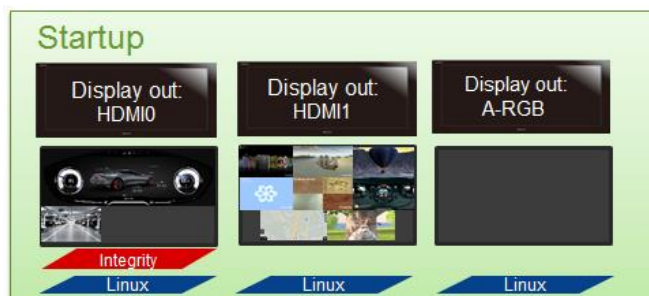 Startup
Display out:
HDMI0
Display out:
HDMI1
Display out:
A-RGB
Integrity
Linux
Linux
Linux